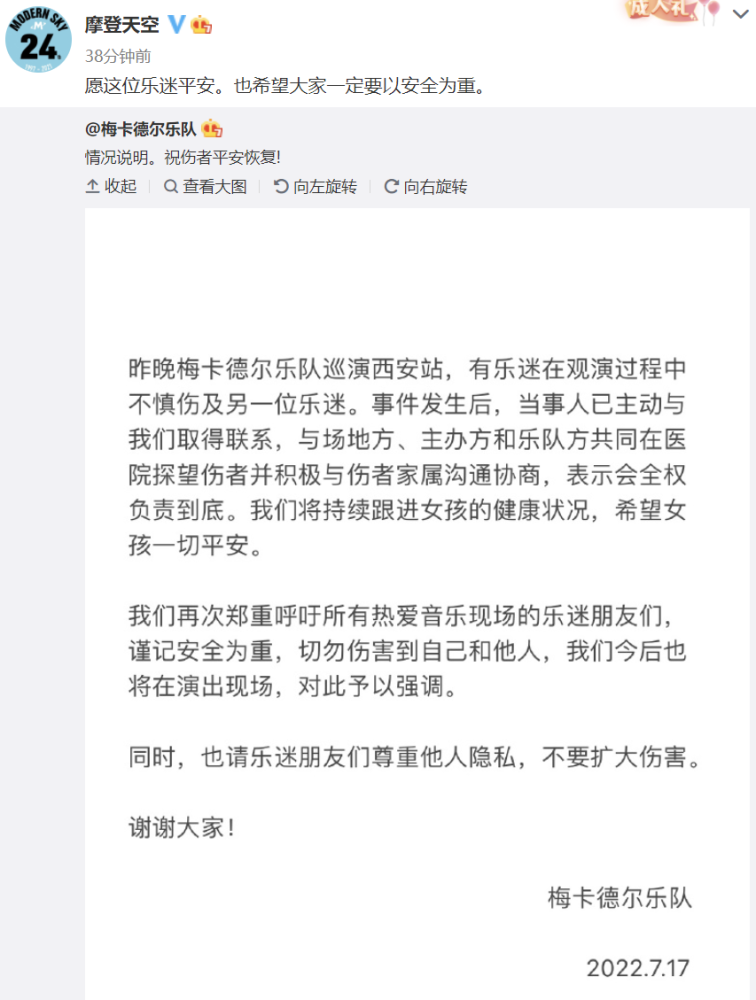 MODERN SKY
M
24
摩登天空
成人礼
38分钟前
愿这位乐迷平安。也希望大家一定要以安全为重。
@梅卡德尔乐队
情况说明。祝伤者平安恢复!
收起
查看大图
向左旋转
向右旋转
昨晚梅卡德尔乐队巡演西安站，有乐迷在观演过程中
不慎伤及另一位乐迷。事件发生后，当事人已主动与
我们取得联系，与场地方、主办方和乐队方共同在医
院探望伤者并积极与伤者家属沟通协商，表示会全权
负责到底。我们将持续跟进女孩的健康状况，希望女
孩一切平安。
我们再次郑重呼吁所有热爱音乐现场的乐迷朋友们，
谨记安全为重，切勿伤害到自己和他人，我们今后也
将在演出现场，对此予以强调。
同时，也请乐迷朋友们尊重他人隐私，不要扩大伤害。
谢谢大家！
梅卡德尔乐队
2022.7.17